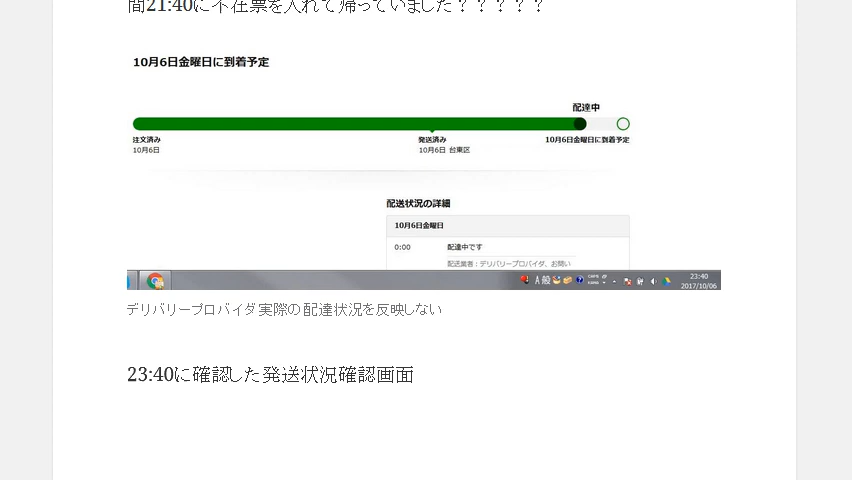 間21:40に不在票を入れて帰っていました？？？？？
10月6日金曜日に到着予定
配達中
注文済み
10月6日
発送済み
10月6日 台東区
10月6日金曜日に到着予定
配送状況の詳細
10月6日金曜日
0:00 配達中です
配送業者：デリバリープロバイダ、お問い
A 般
23:40
2017/10/06
デリバリープロバイダ実際の配達状況を反映しない
23:40に確認した発送状況確認画面